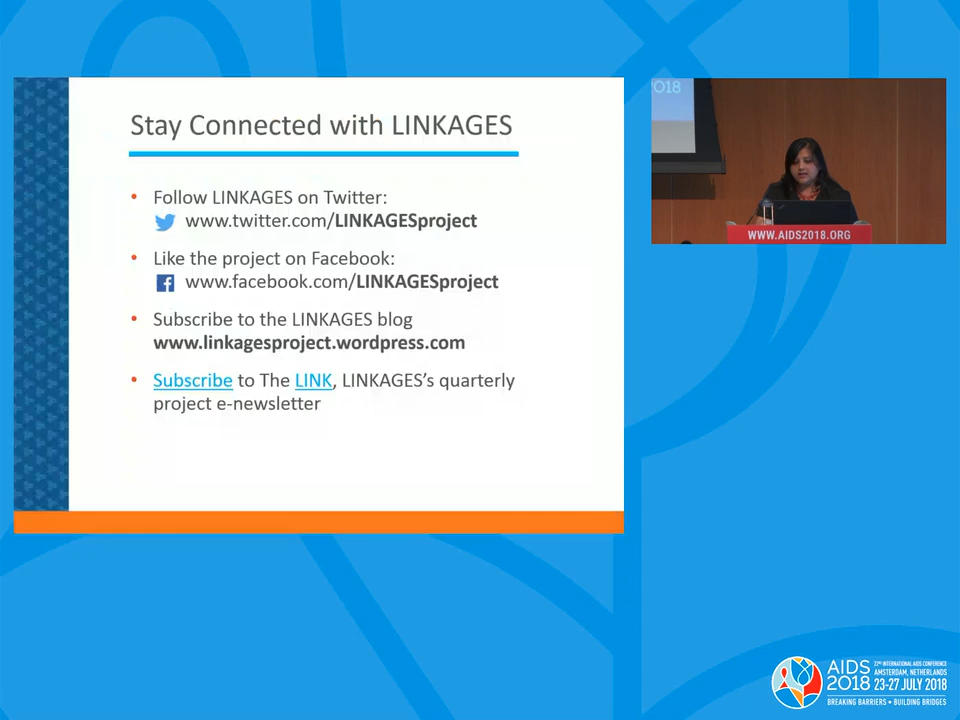 Stay Connected with LINKAGES
• Follow LINKAGES on Twitter:
www.twitter.com/LINKAGESproject
• Like the project on Facebook:
www.facebook.com/LINKAGESproject
• Subscribe to the LINKAGES blog
www.linkagesproject.wordpress.com
• Subscribe to The LINK, LINKAGES's quarterly
project e-newsletter
2018
WWW.AIDS2018.ORG
AIDS
2018
22ND INTERNATIONAL AIDS CONFERENCE
AMSTERDAM, NETHERLANDS
23-27 JULY 2018
BREAKING BARRIERS • BUILDING BRIDGES